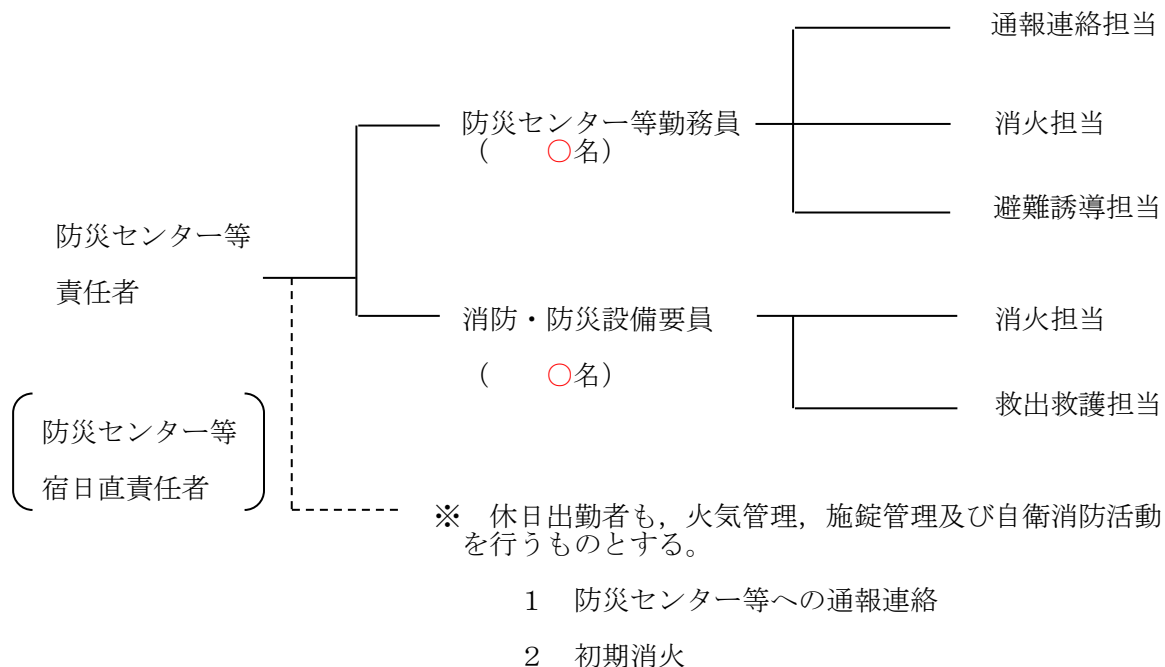 通報連絡担当
防災センター等勤務員
(　　○名)
消火担当
避難誘導担当
防災センター等
責任者
消防・防災設備要員
(　　○名)
消火担当
救出救護担当
防災センター等
宿日直責任者
※　休日出勤者も，火気管理，施錠管理及び自衛消防活動
を行うものとする。
１　防災センター等への通報連絡
２　初期消火